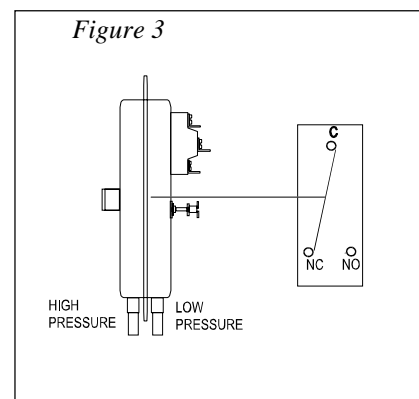 Figure 3
C
NC NO
HIGH
PRESSURE
LOW
PRESSURE